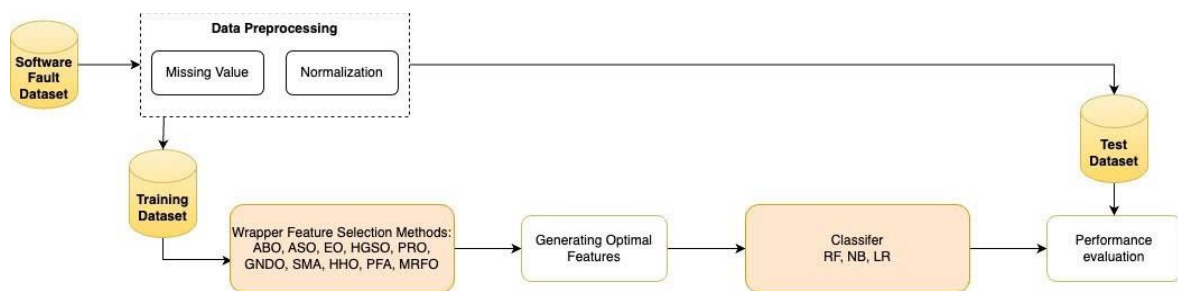 Data Preprocessing
Software
Fault
Dataset
Missing Value
Normalization
Training
Dataset
Test
Dataset
Wrapper Feature Selection Methods:
ABO, ASO, EO, HGSO, PRO,
GNDO, SMA, HHO, PFA, MRFO
Generating Optimal
Features
Classifer
RF, NB, LR
Performance
evaluation